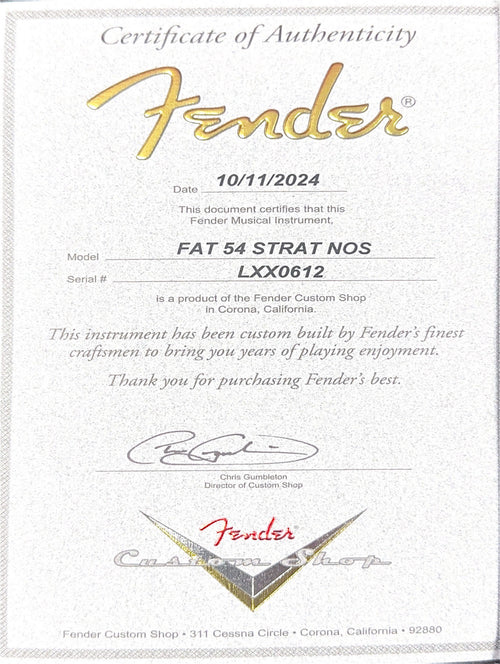 Certificate of Authenticity
Fender®
Date 10/11/2024
This document certifies that this
Fender Musical Instrument,
Model FAT 54 STRAT NOS
Serial # LXX0612
is a product of the Fender Custom Shop
in Corona, California.
This instrument has been custom built by Fender's finest
craftsmen to bring you years of playing enjoyment.
Thank you for purchasing Fender's best.
Chris Gumbleton
Director of Custom Shop
Fender
Custom Shop
Fender Custom Shop • 311 Cessna Circle • Corona, California • 92880